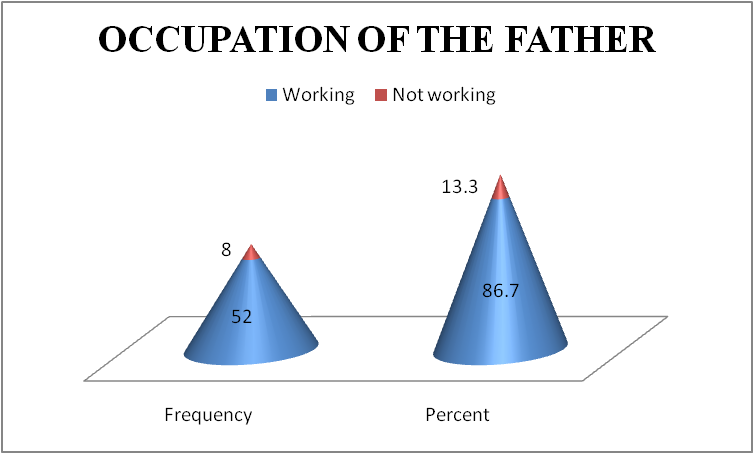 OCCUPATION OF THE FATHER
Working Not working
13.3
8
86.7
52
Frequency Percent